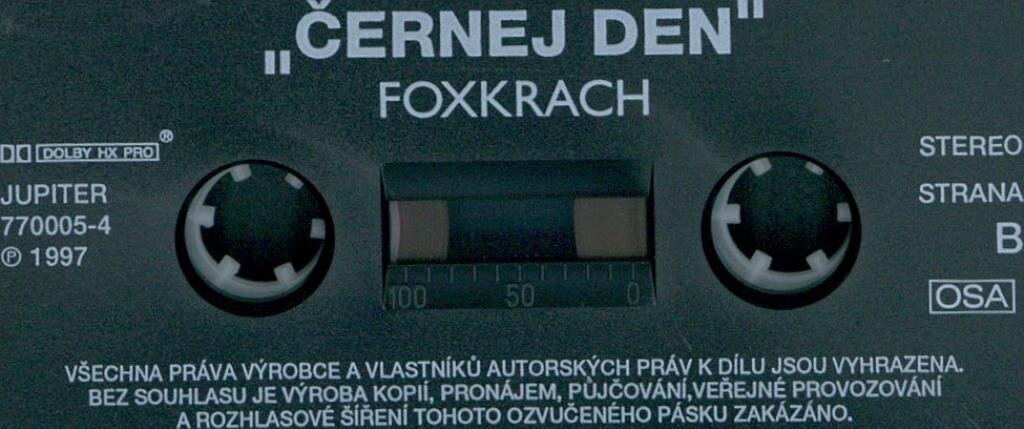 „ČERNEJ DEN"
FOXKRACH
DOLBY HX PRO®
JUPITER
770005-4
℗ 1997
STEREO
STRANA
B
OSA
100 50 0
VŠECHNA PRÁVA VÝROBCE A VLASTNÍKŮ AUTORSKÝCH PRÁV K DÍLU JSOU VYHRAZENA.
BEZ SOUHLASU JE VÝROBA KOPIÍ, PRONÁJEM, PŮJČOVÁNÍ,VEŘEJNÉ PROVOZOVÁNÍ
A ROZHLASOVÉ ŠÍŘENÍ TOHOTO OZVUČENÉHO PÁSKU ZAKÁZÁNO.